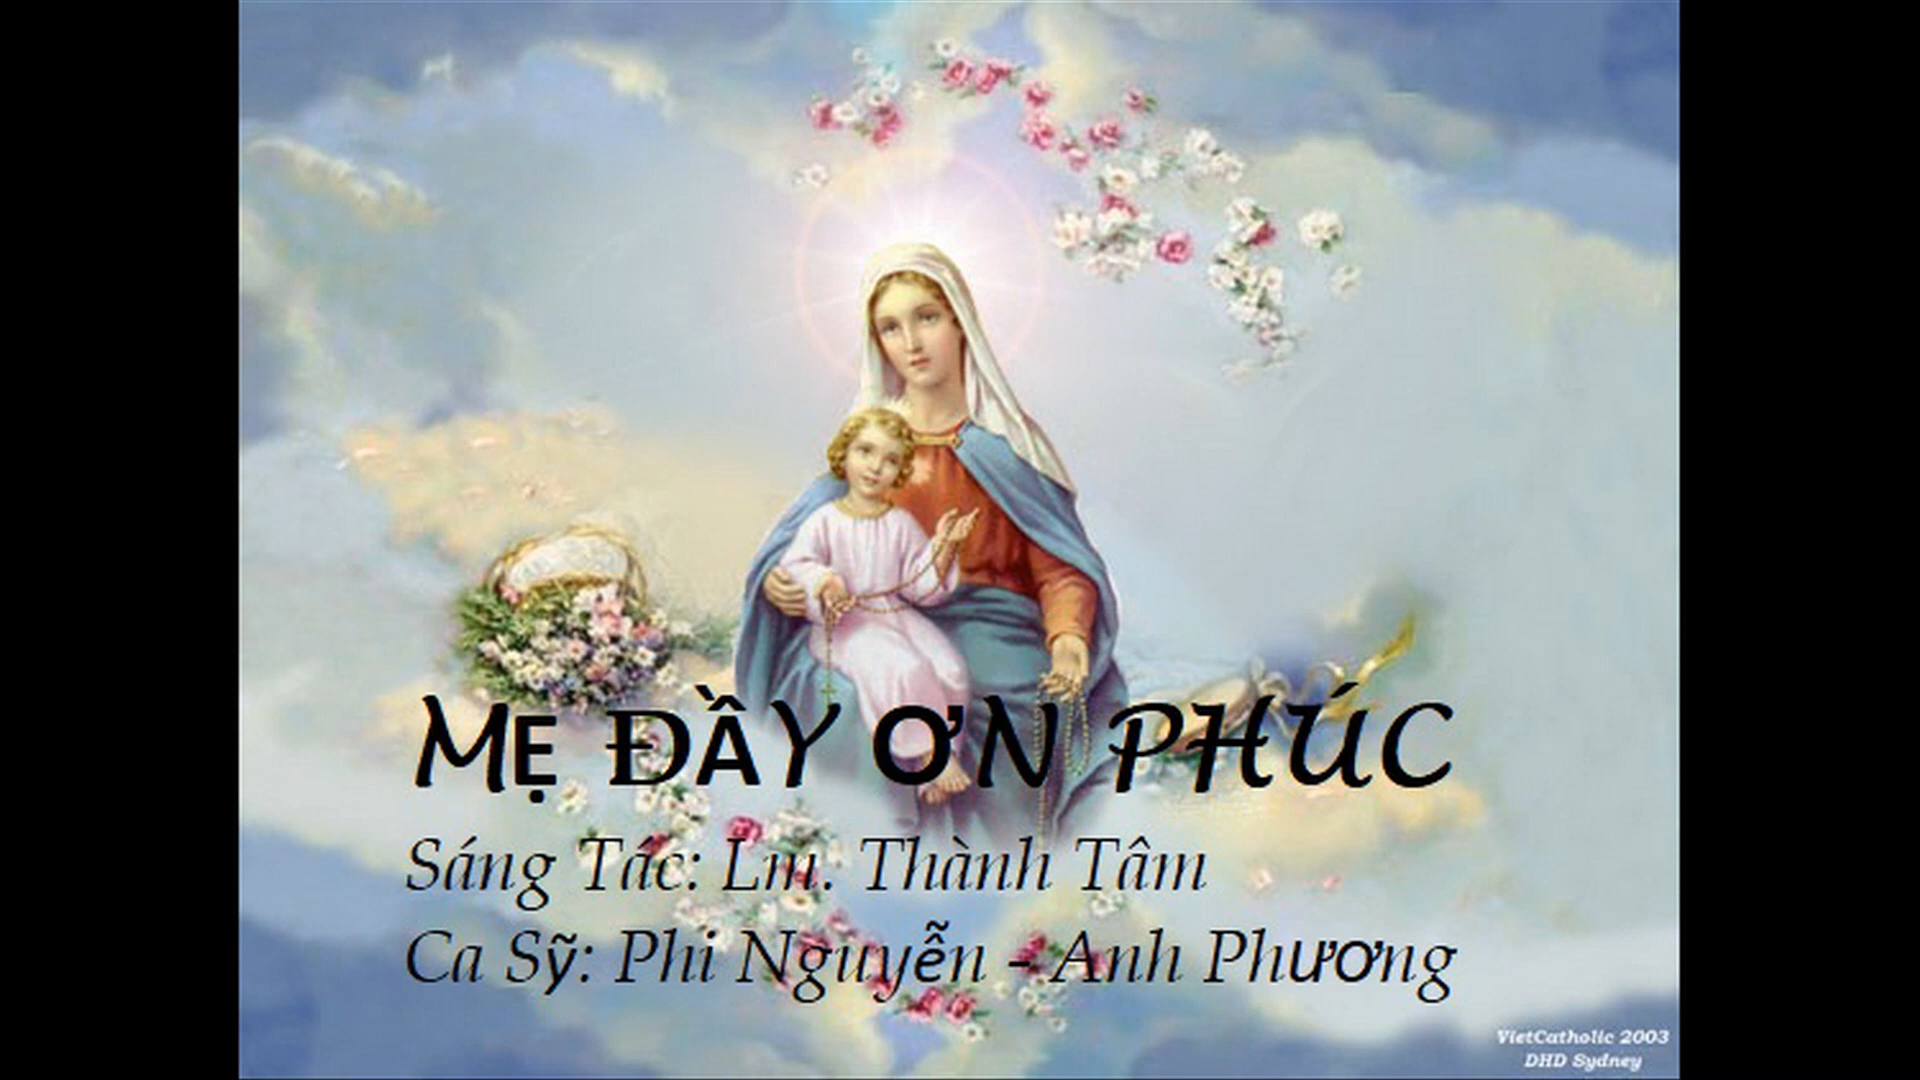 MẸ ĐẦY ƠN PHÚC
Sáng Tác: Lm. Thành Tâm
Ca Sỹ: Phi Nguyễn - Anh Phương
VietCatholic 2003
DHD Sydney